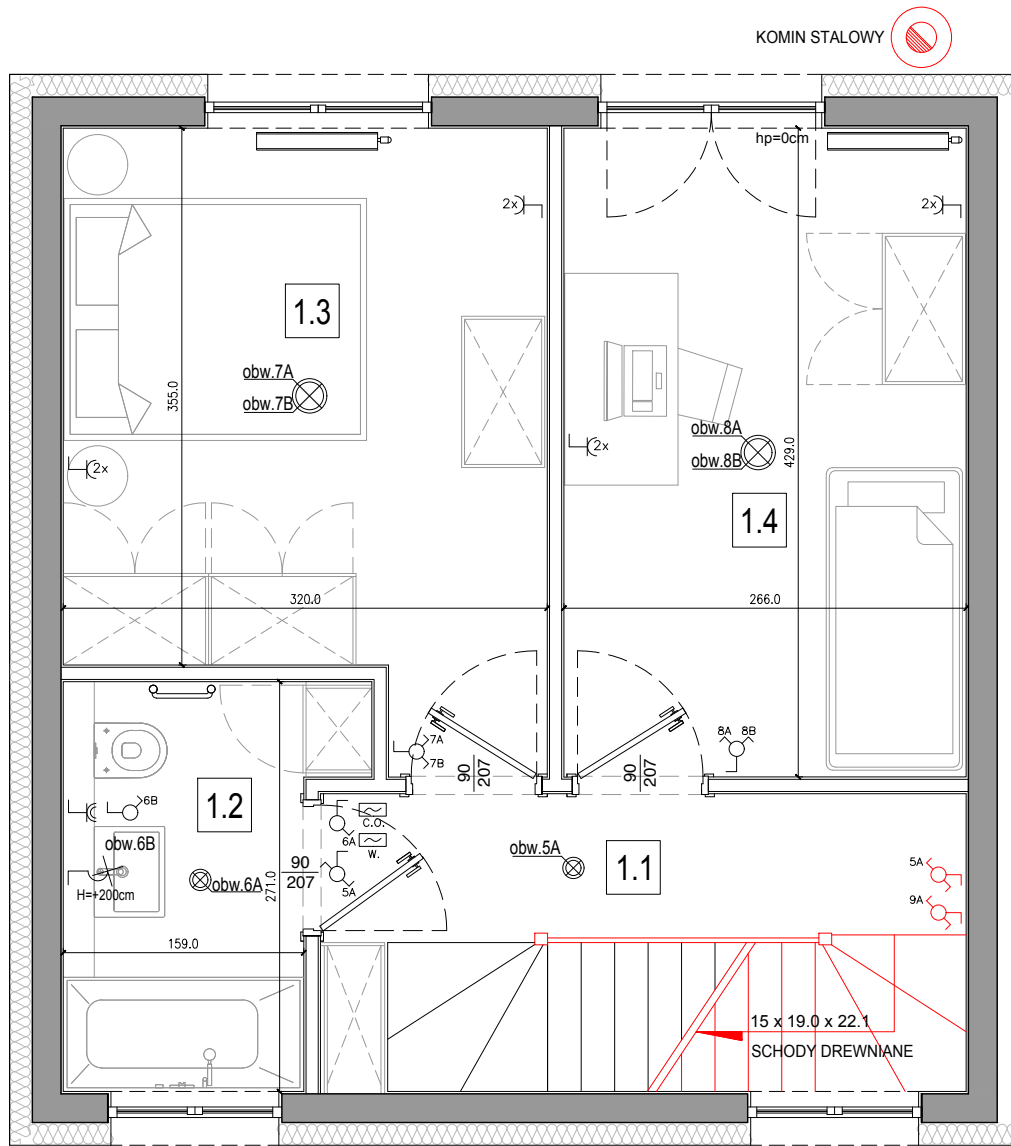 KOMIN STALOWY
hp=0cm
2x
2x
1.3
obw.7A
obw.7B
355.0
2x
2x
obw.8A
obw.8B
429.0
1.4
320.0
266.0
7A
7B
90
207
90
207
8A 8B
6B
1.2
obw.6B
H=+200cm
obw.6A
271.0
90
207
6A
C.O.
W.
5A
obw.5A
1.1
5A
9A
159.0
15 x 19.0 x 22.1
SCHODY DREWNIANE